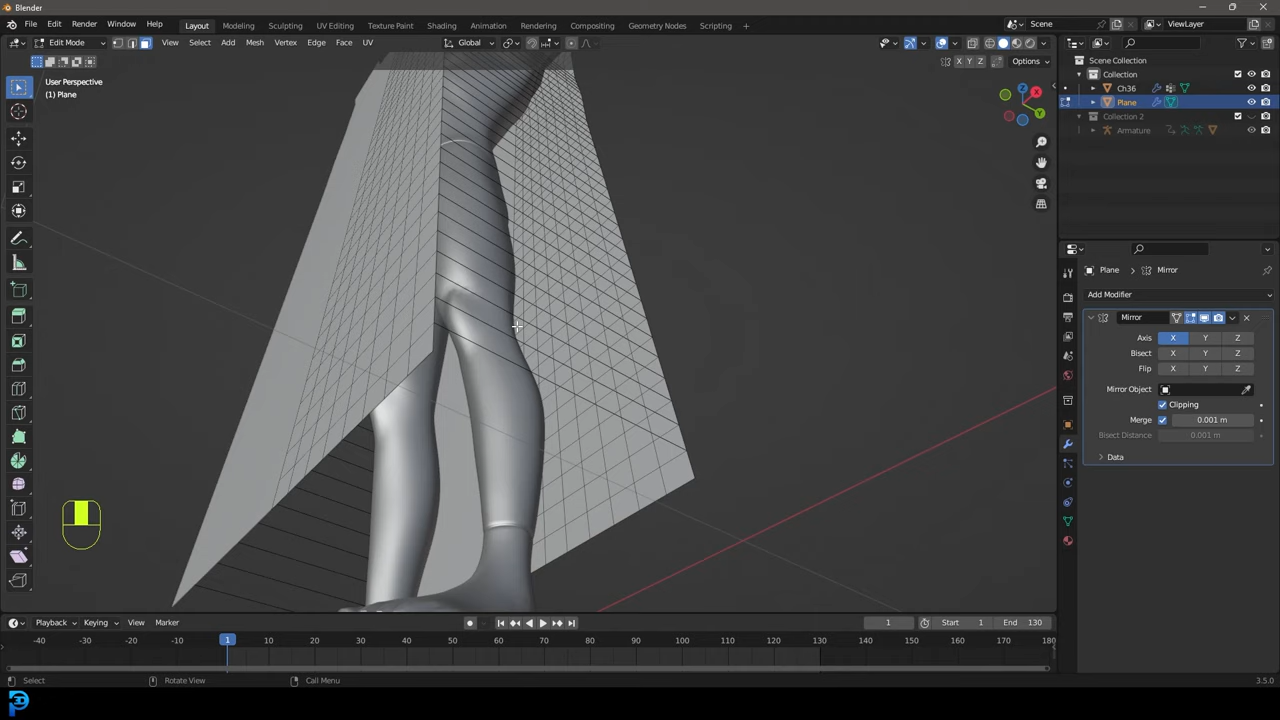 Blender
File Edit Render Window Help Layout Modeling Sculpting UV Editing Texture Paint Shading Animation Rendering Compositing Geometry Nodes Scripting + Scene ViewLayer
Edit Mode View Select Add Mesh Vertex Edge Face UV Global
X Y Z Options
User Perspective
(1) Plane
Scene Collection
Collection
Ch36
Plane
Collection 2
Armature
X
Y
Z
Plane > Mirror
Add Modifier
Mirror
Axis X Y Z
Bisect X Y Z
Flip X Y Z
Mirror Object
Clipping
Merge 0.001 m
Bisect Distance 0.001 m
Data
Playback Keying View Marker 1 Start 1 End 130
-40 -30 -20 -10 1 10 20 30 40 50 60 70 80 90 100 110 120 130 140 150 160 170 180
Select Rotate View Call Menu 3.5.0